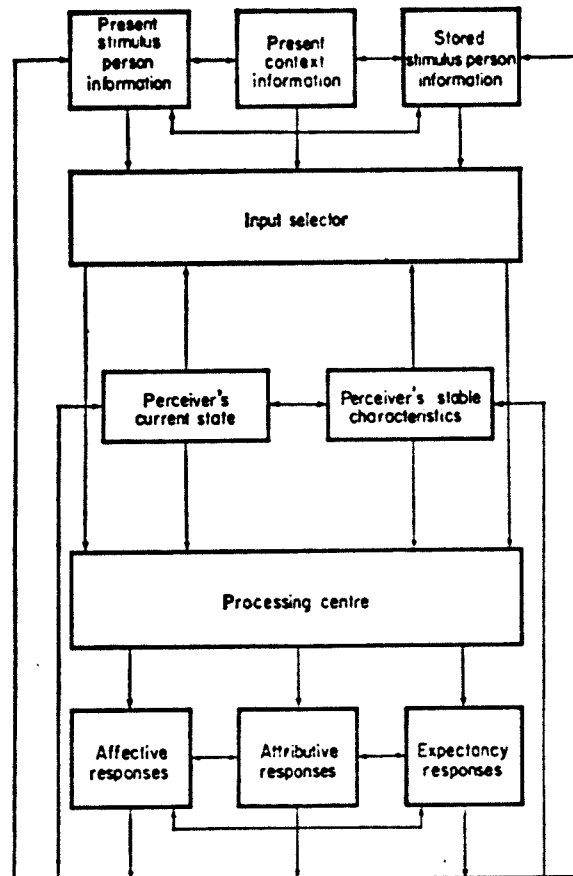 Present
stimulus
person
information
Present
context
information
Stored
stimulus person
information
Input selector
Perceiver's
current state
Perceiver's stable
characteristics
Processing centre
Affective
responses
Attributive
responses
Expectancy
responses